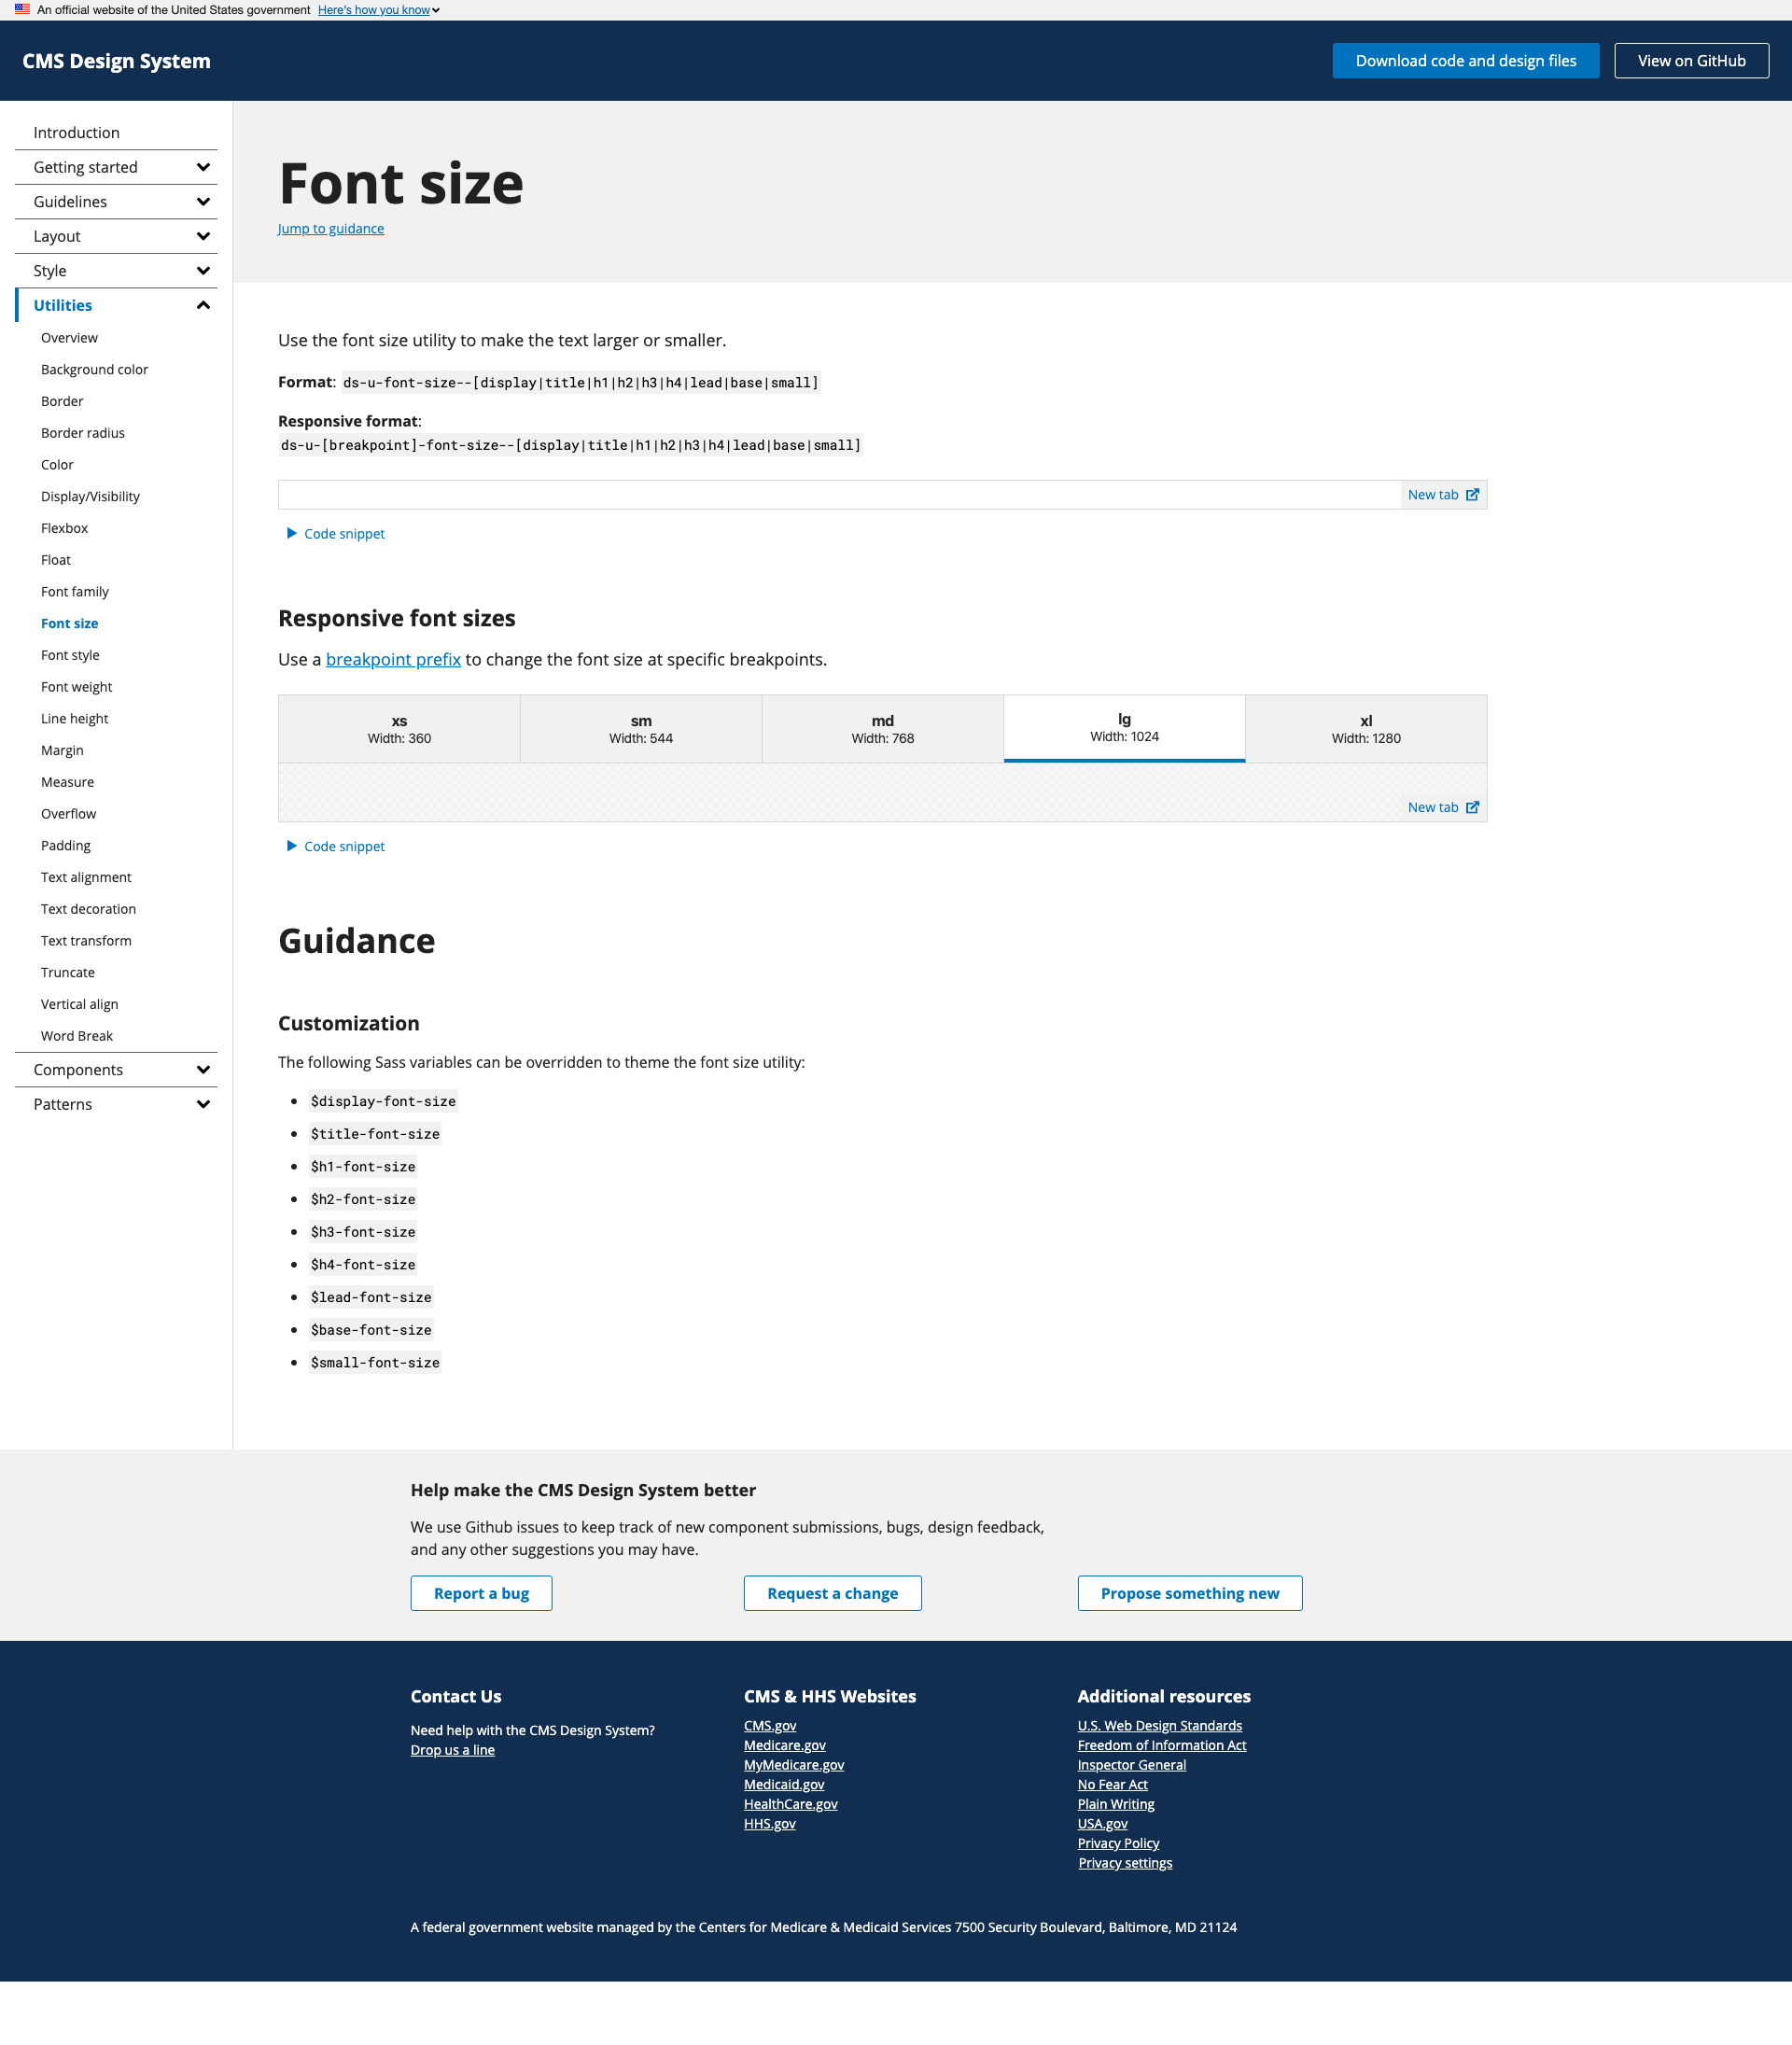 An official website of the United States government Here's how you know
CMS Design System
Download code and design files
View on GitHub
Introduction
Getting started
Guidelines
Layout
Style
Utilities
Overview
Background color
Border
Border radius
Color
Display/Visibility
Flexbox
Float
Font family
Font size
Font style
Font weight
Line height
Margin
Measure
Overflow
Padding
Text alignment
Text decoration
Text transform
Truncate
Vertical align
Word Break
Components
Patterns
Font size
Jump to guidance
Use the font size utility to make the text larger or smaller.
Format: ds-u-font-size--[display|title|h1|h2|h3|h4|lead|base|small]
Responsive format:
ds-u-[breakpoint]-font-size--[display|title|h1|h2|h3|h4|lead|base|small]
New tab
Code snippet
Responsive font sizes
Use a breakpoint prefix to change the font size at specific breakpoints.
xs
Width: 360
sm
Width: 544
md
Width: 768
lg
Width: 1024
xl
Width: 1280
New tab
Code snippet
Guidance
Customization
The following Sass variables can be overridden to theme the font size utility:
$display-font-size
$title-font-size
$h1-font-size
$h2-font-size
$h3-font-size
$h4-font-size
$lead-font-size
$base-font-size
$small-font-size
Help make the CMS Design System better
We use Github issues to keep track of new component submissions, bugs, design feedback,
and any other suggestions you may have.
Report a bug
Request a change
Propose something new
Contact Us
Need help with the CMS Design System?
Drop us a line
CMS & HHS Websites
CMS.gov
Medicare.gov
MyMedicare.gov
Medicaid.gov
HealthCare.gov
HHS.gov
Additional resources
U.S. Web Design Standards
Freedom of Information Act
Inspector General
No Fear Act
Plain Writing
USA.gov
Privacy Policy
Privacy settings
A federal government website managed by the Centers for Medicare & Medicaid Services 7500 Security Boulevard, Baltimore, MD 21124